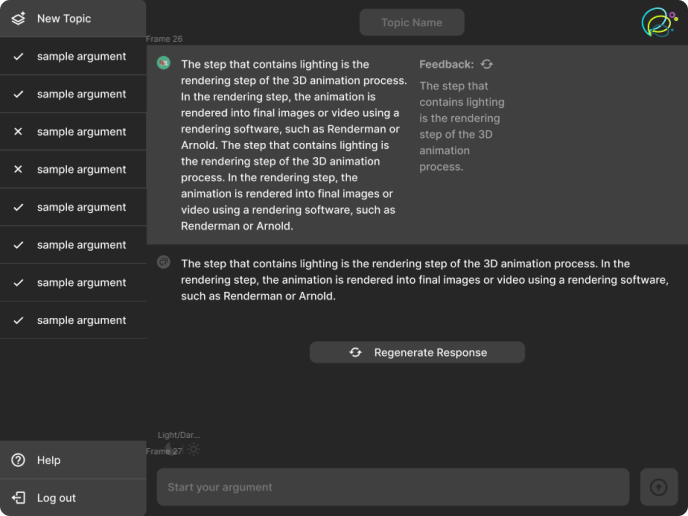 New Topic
sample argument
sample argument
sample argument
sample argument
sample argument
sample argument
sample argument
sample argument
Help
Log out
Topic Name
Frame 26
The step that contains lighting is the
rendering step of the 3D animation process.
In the rendering step, the animation is
rendered into final images or video using a
rendering software, such as Renderman or
Arnold. The step that contains lighting is
the rendering step of the 3D animation
process. In the rendering step, the
animation is rendered into final images or
video using a rendering software, such as
Renderman or Arnold.
Feedback:
The step that
contains lighting
is the rendering
step of the 3D
animation
process.
The step that contains lighting is the rendering step of the 3D animation process. In the
rendering step, the animation is rendered into final images or video using a rendering software,
such as Renderman or Arnold.
Regenerate Response
Light/Dar...
Frame 27
Start your argument